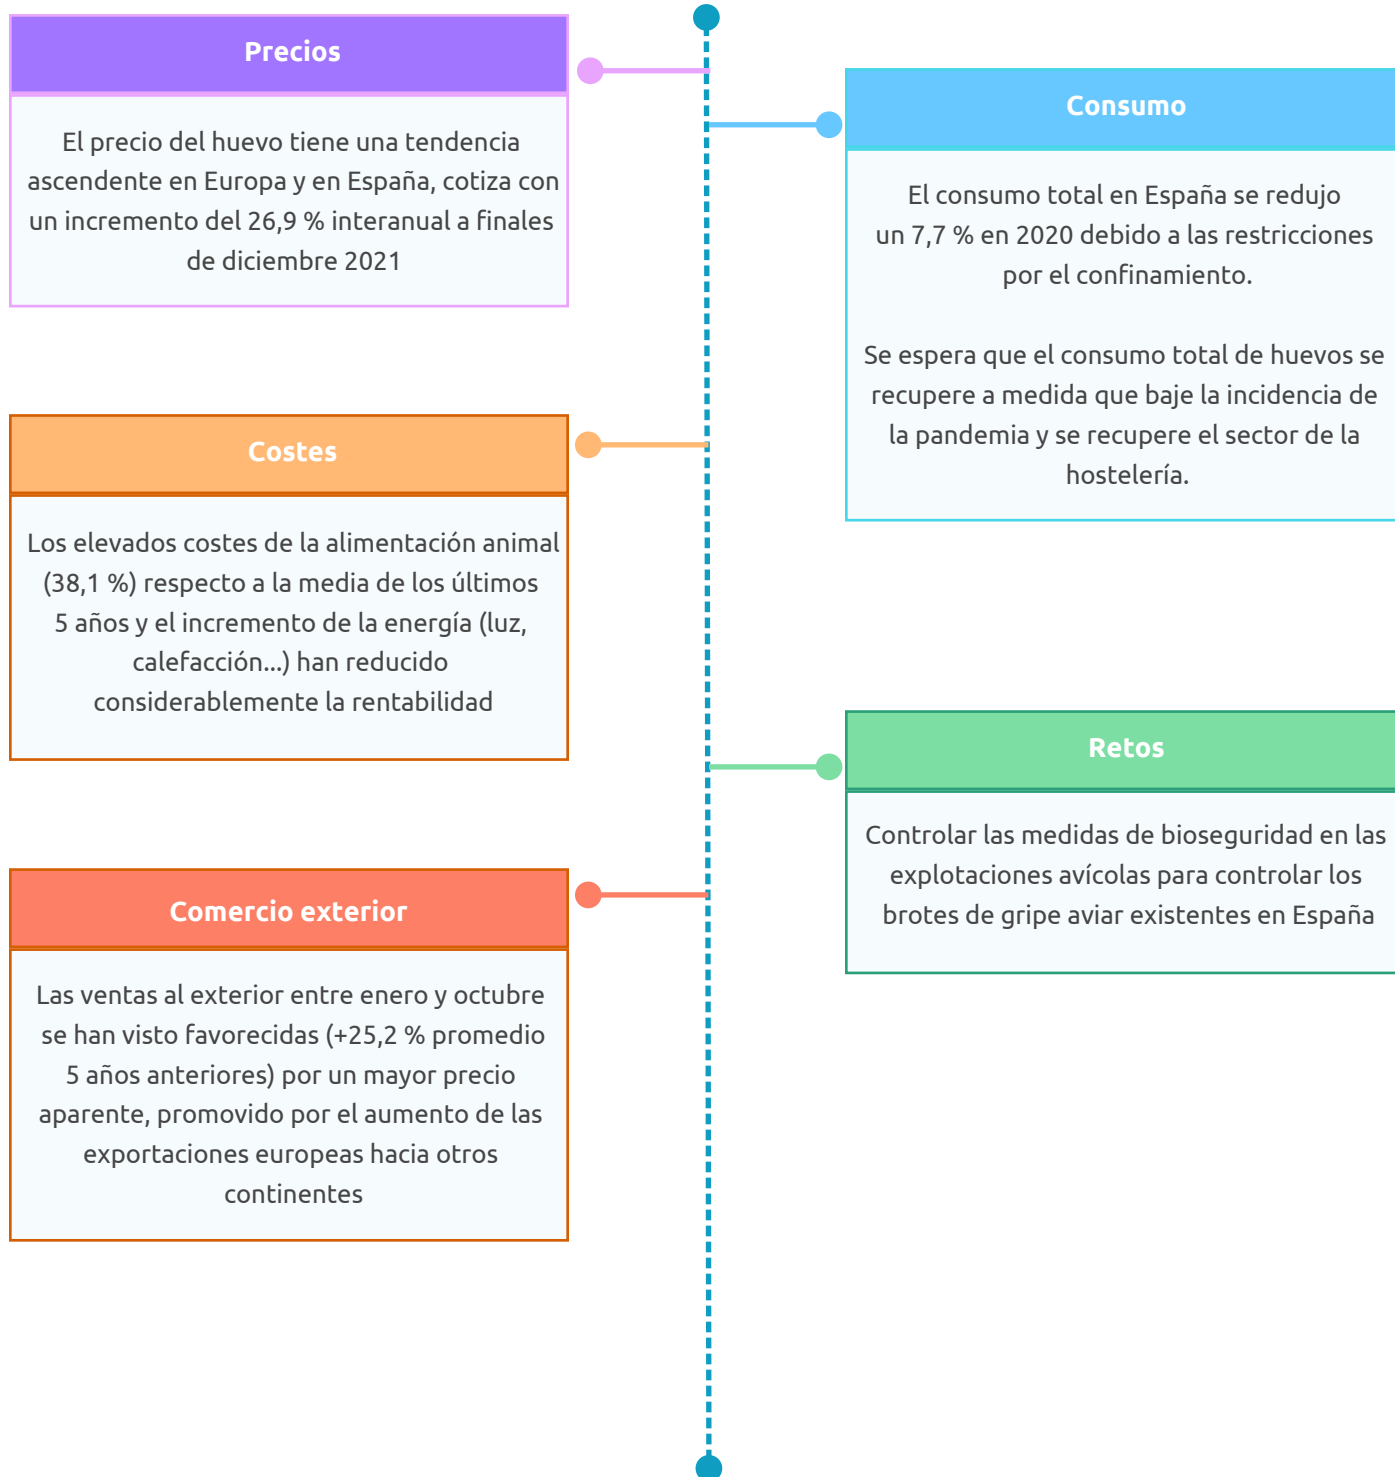 Precios
El precio del huevo tiene una tendencia
ascendente en Europa y en España, cotiza con
un incremento del 26,9 % interanual a finales
de diciembre 2021
Consumo
El consumo total en España se redujo
un 7,7 % en 2020 debido a las restricciones
por el confinamiento.
Se espera que el consumo total de huevos se
recupere a medida que baje la incidencia de
la pandemia y se recupere el sector de la
hostelería.
Costes
Los elevados costes de la alimentación animal
(38,1 %) respecto a la media de los últimos
5 años y el incremento de la energía (luz,
calefacción...) han reducido
considerablemente la rentabilidad
Retos
Controlar las medidas de bioseguridad en las
explotaciones avícolas para controlar los
brotes de gripe aviar existentes en España
Comercio exterior
Las ventas al exterior entre enero y octubre
se han visto favorecidas (+25,2 % promedio
5 años anteriores) por un mayor precio
aparente, promovido por el aumento de las
exportaciones europeas hacia otros
continentes